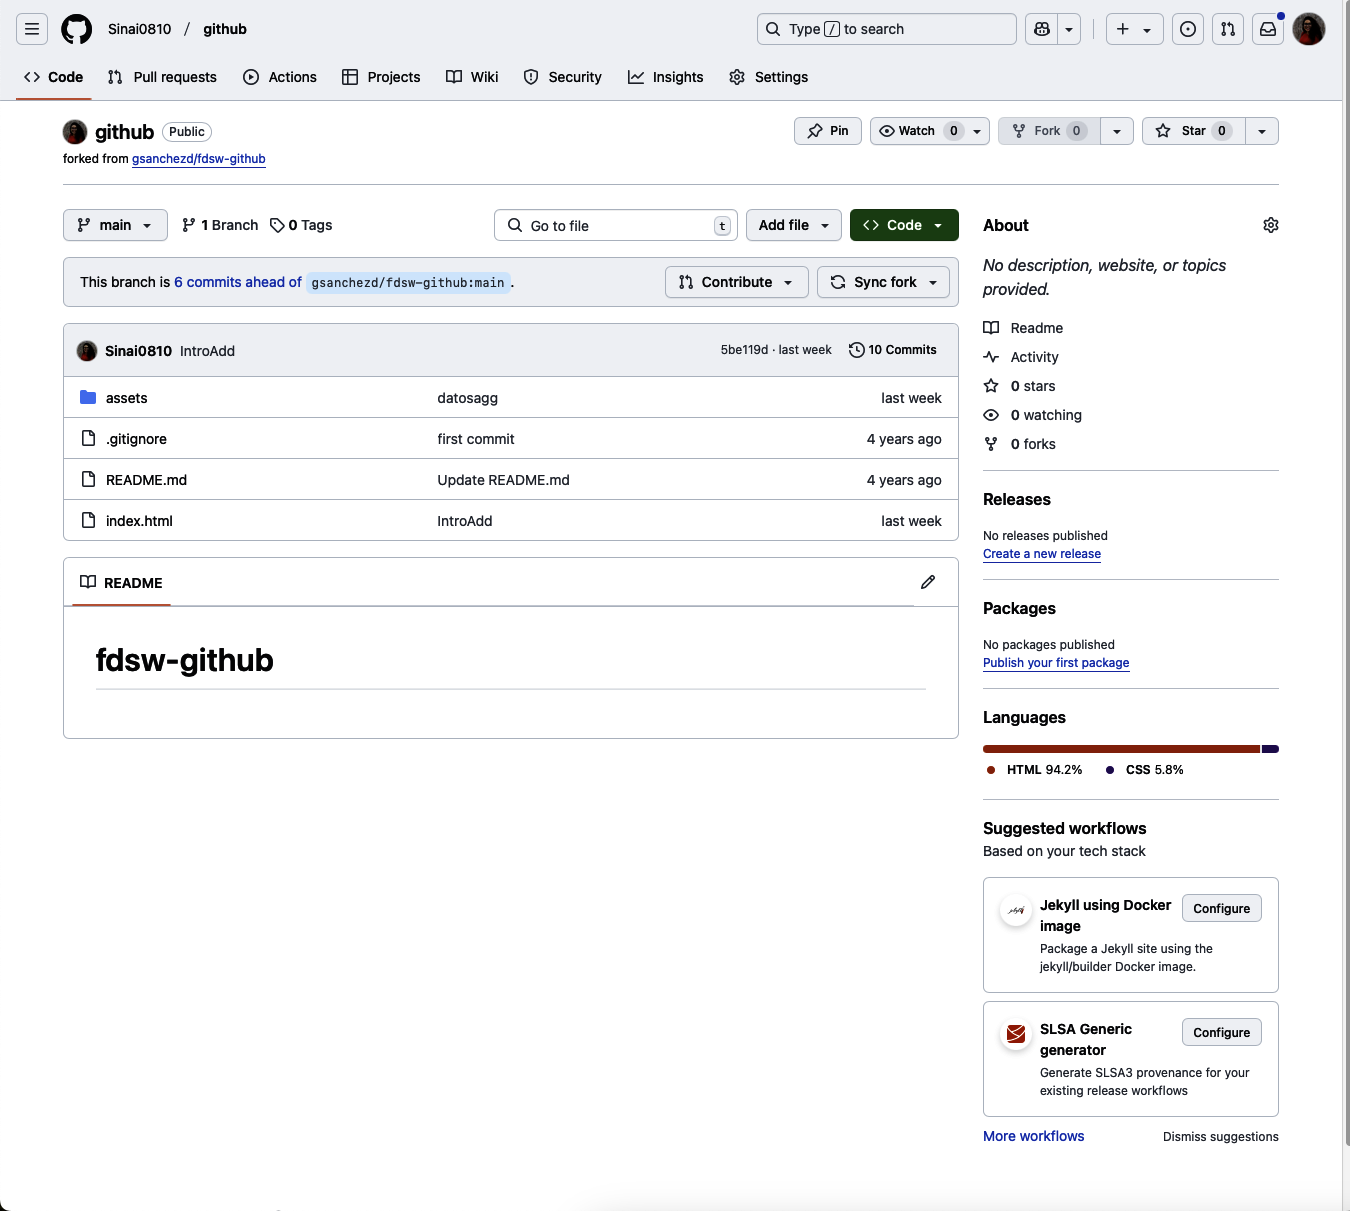 Sinai0810 / github
Type / to search
Code
Pull requests
Actions
Projects
Wiki
Security
Insights
Settings
github Public
Pin
Watch 0
Fork 0
Star 0
forked from gsanchezd/fdsw-github
main
1 Branch
0 Tags
Go to file t
Add file
Code
This branch is 6 commits ahead of gsanchezd/fdsw-github:main.
Contribute
Sync fork
Sinai0810 IntroAdd
5be119d · last week
10 Commits
assets datosagg last week
.gitignore first commit 4 years ago
README.md Update README.md 4 years ago
index.html IntroAdd last week
README
fdsw-github
About
No description, website, or topics
provided.
Readme
Activity
0 stars
0 watching
0 forks
Releases
No releases published
Create a new release
Packages
No packages published
Publish your first package
Languages
HTML 94.2% CSS 5.8%
Suggested workflows
Based on your tech stack
Jekyll using Docker
image
Configure
Package a Jekyll site using the
jekyll/builder Docker image.
SLSA Generic
generator
Configure
Generate SLSA3 provenance for your
existing release workflows
More workflows
Dismiss suggestions